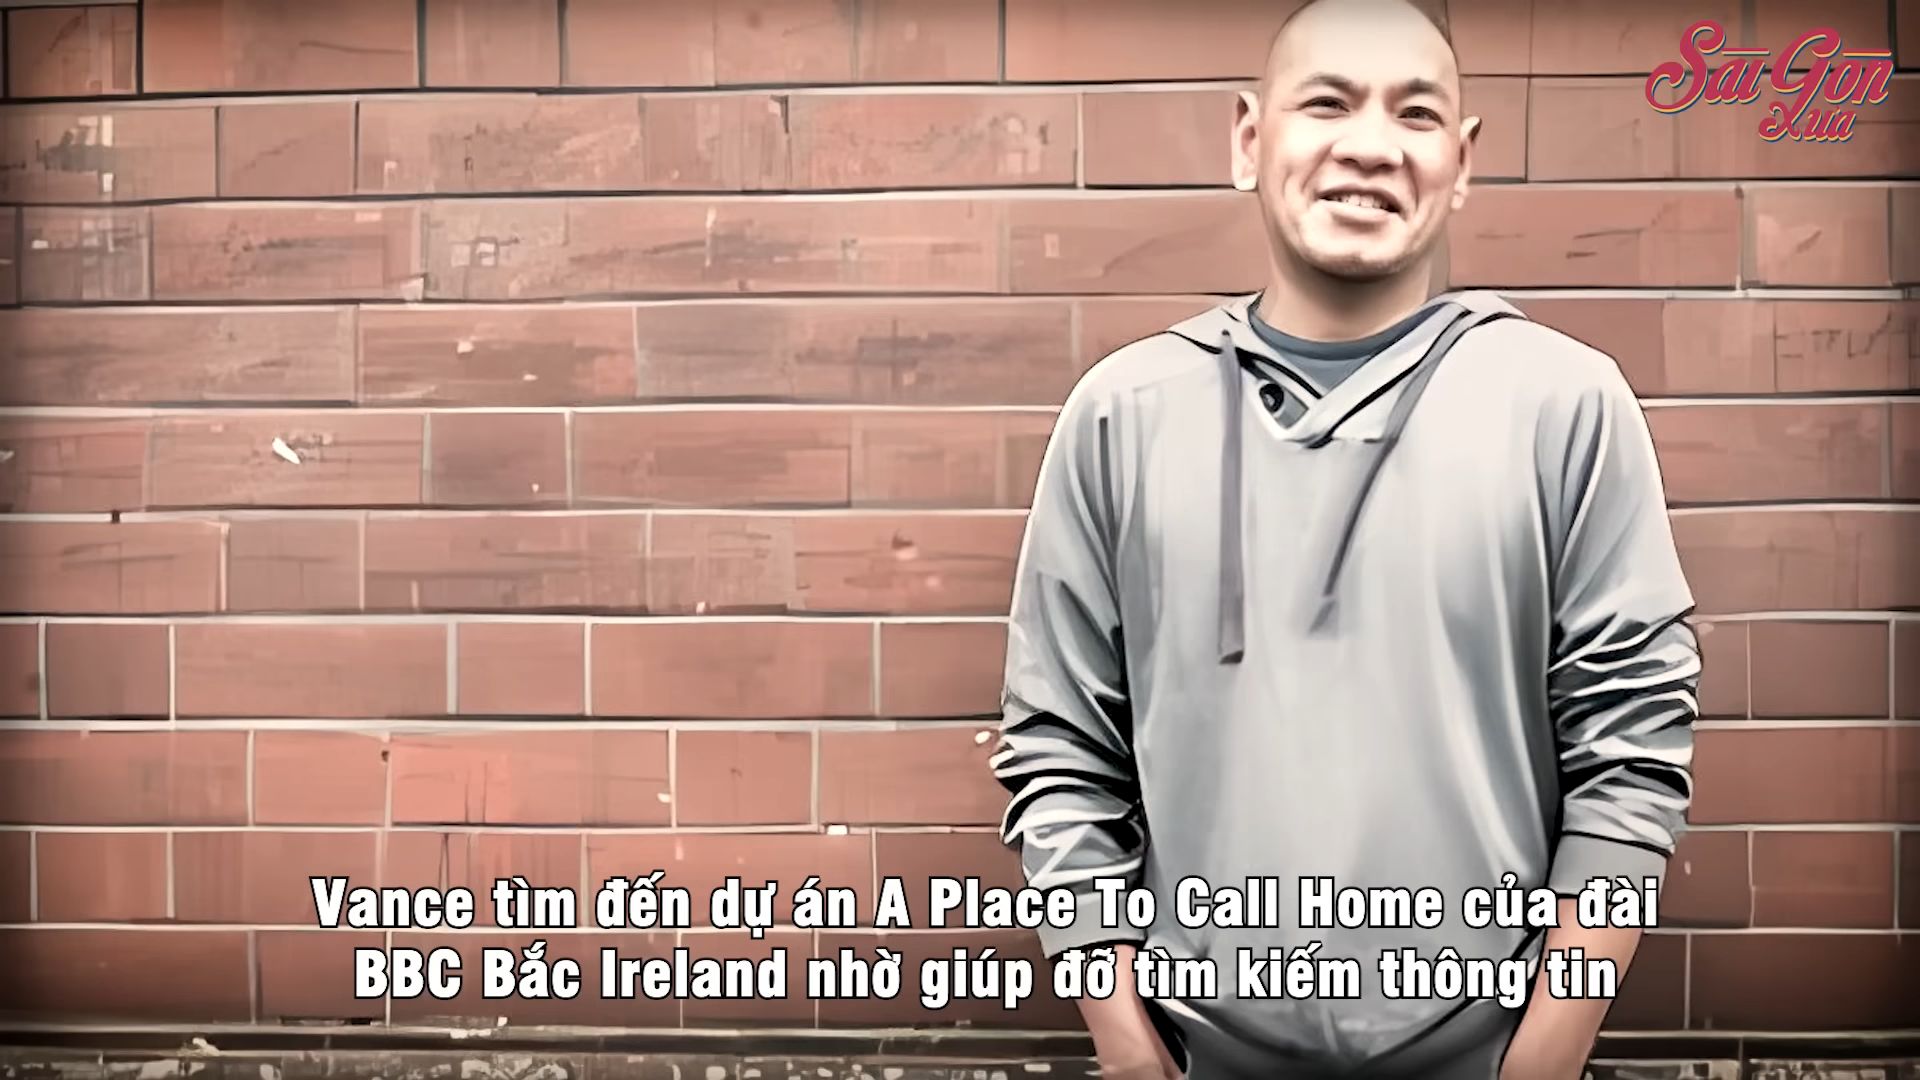 Sài Gòn
Xưa
Vance tìm đến dự án A Place To Call Home của đài
BBC Bắc Ireland nhờ giúp đỡ tìm kiếm thông tin